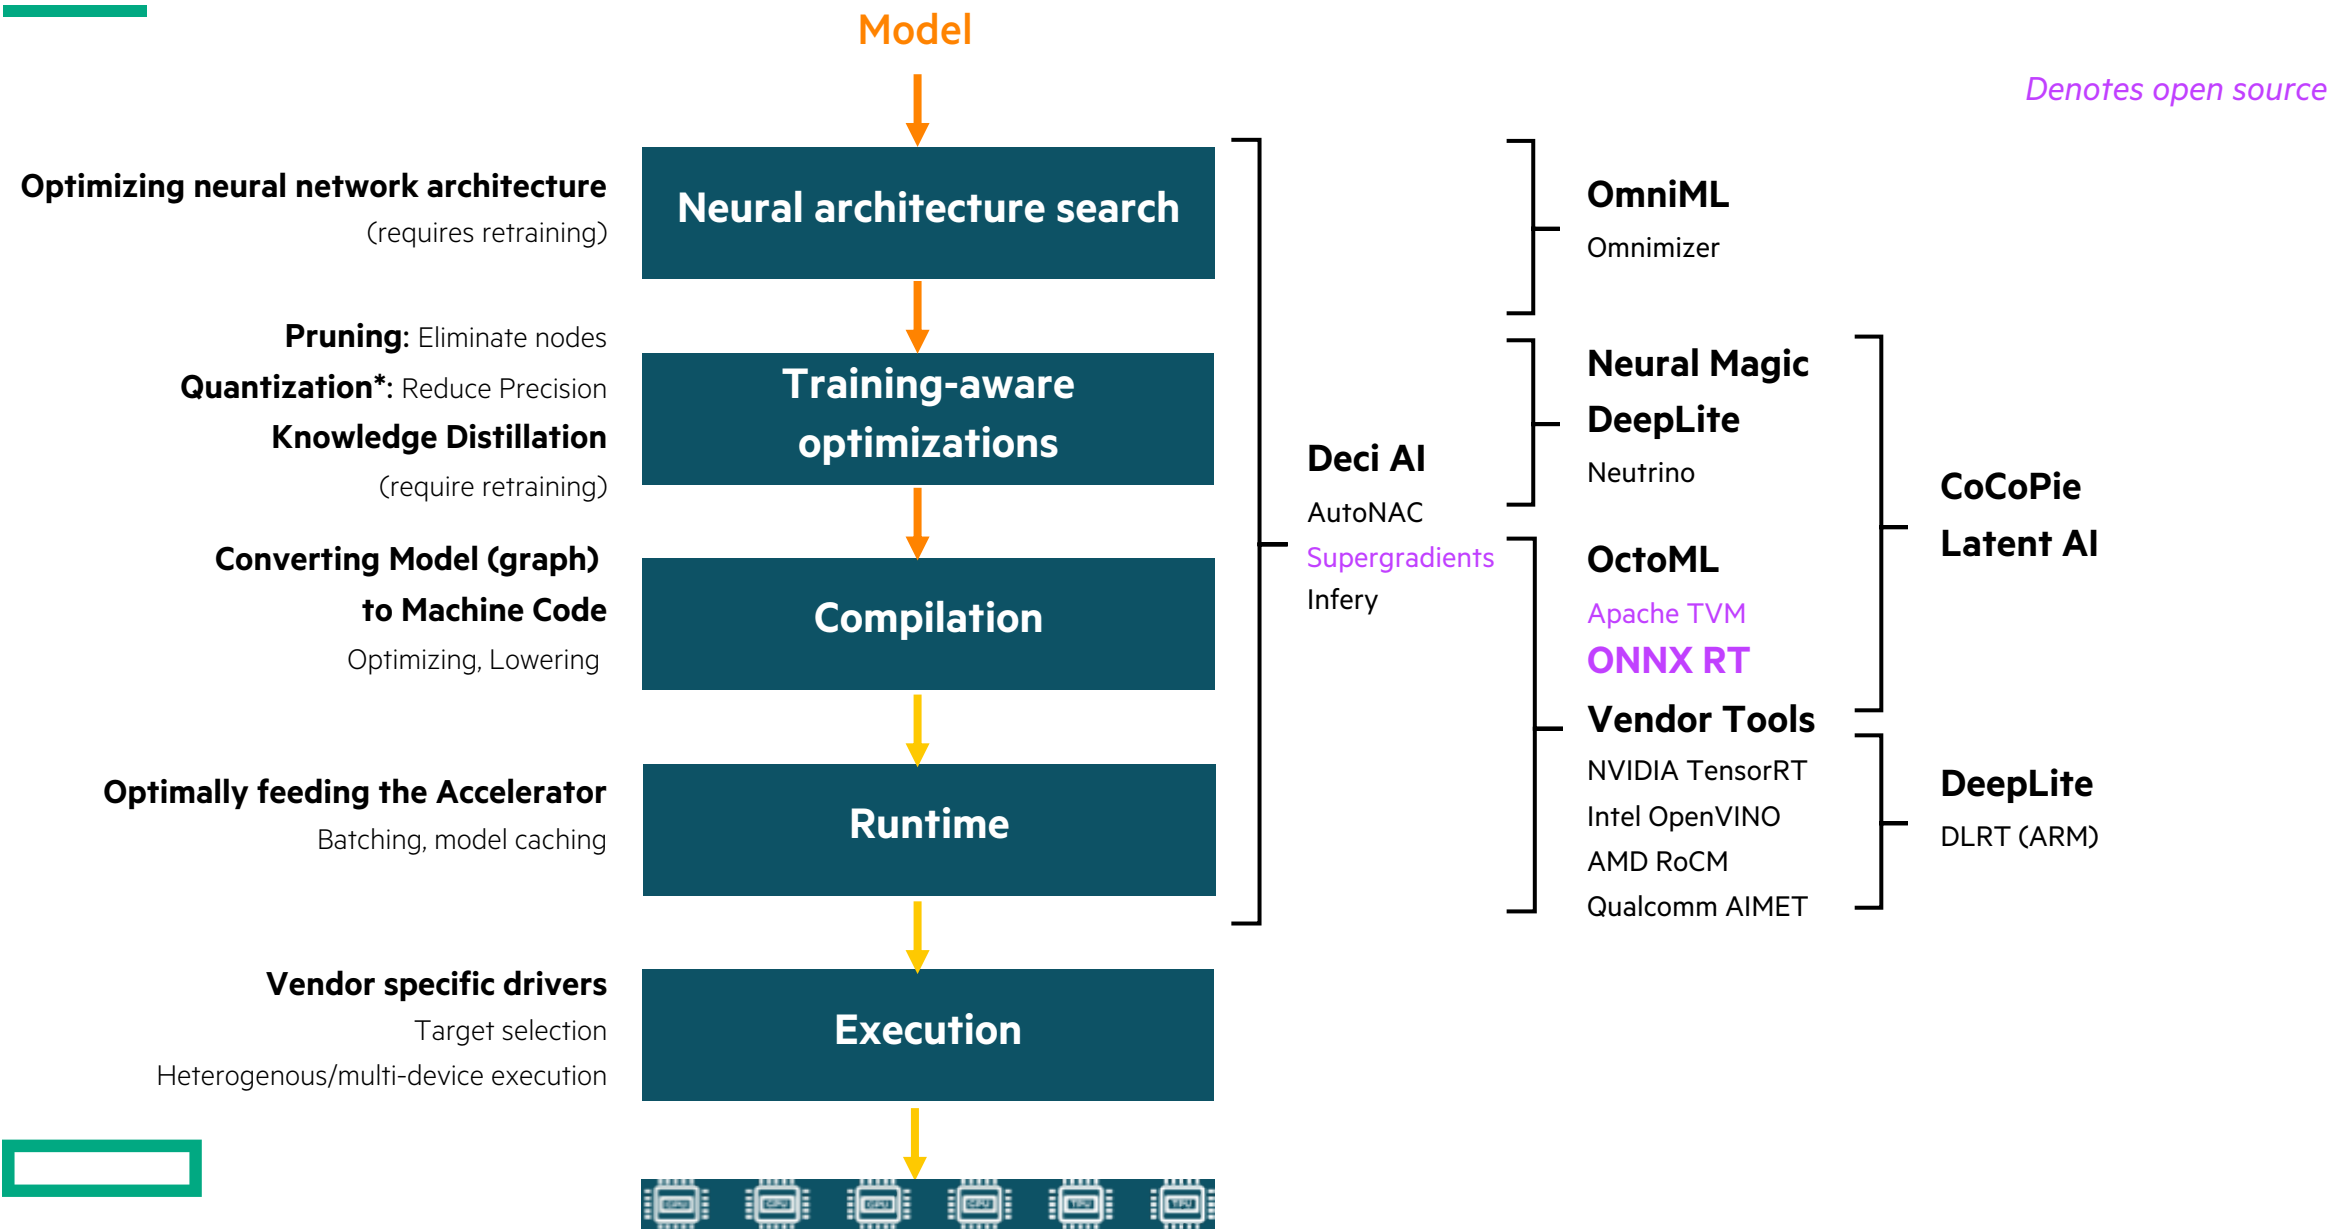 Model
Denotes open source
Optimizing neural network architecture
(requires retraining)
Neural architecture search
Pruning: Eliminate nodes
Quantization*: Reduce Precision
Knowledge Distillation
(require retraining)
Training-aware
optimizations
Converting Model (graph)
to Machine Code
Optimizing, Lowering
Compilation
Optimally feeding the Accelerator
Batching, model caching
Runtime
Vendor specific drivers
Target selection
Heterogenous/multi-device execution
Execution
Deci AI
AutoNAC
Supergradients
Infery
OmniML
Omnimizer
Neural Magic
DeepLite
Neutrino
OctoML
Apache TVM
ONNX RT
Vendor Tools
NVIDIA TensorRT
Intel OpenVINO
AMD RoCM
Qualcomm AIMET
CoCoPie
Latent AI
DeepLite
DLRT (ARM)
TPU
TPU